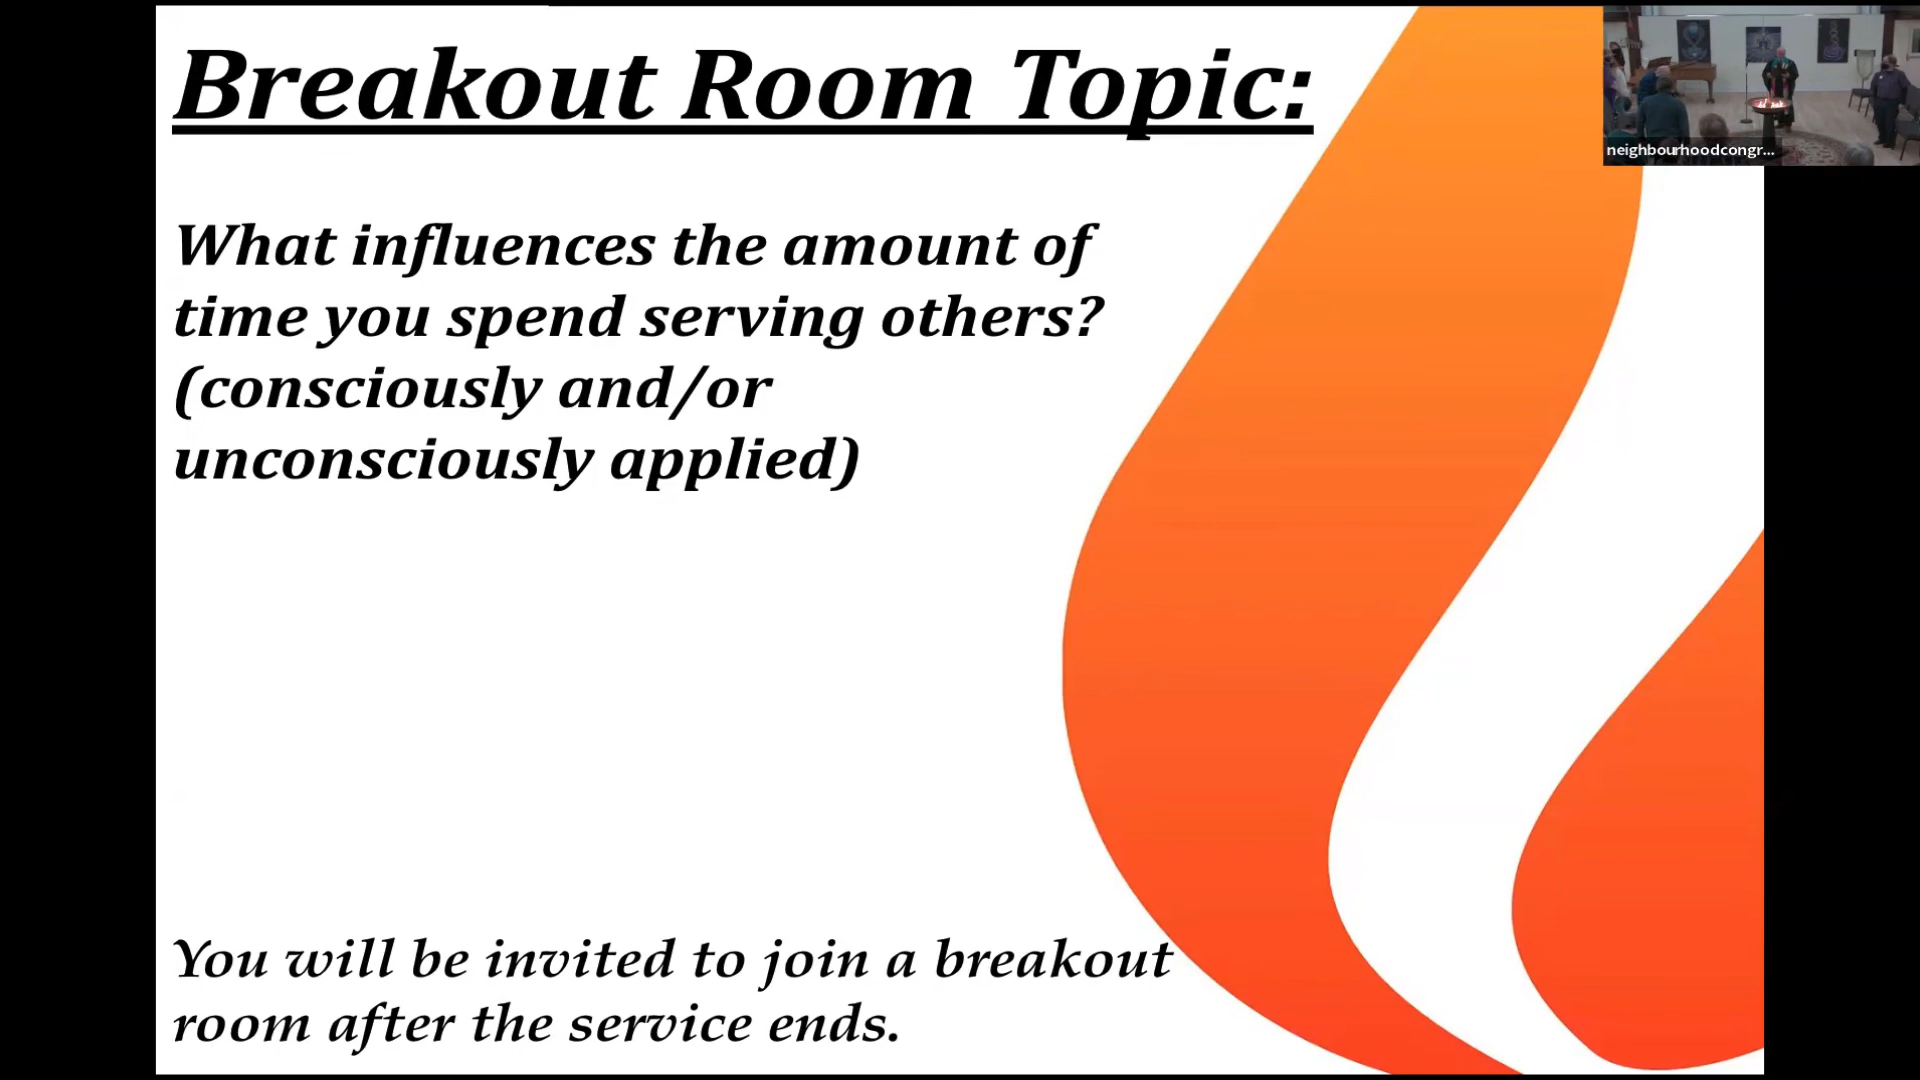 Breakout Room Topic:
neighbourhoodcongr...
What influences the amount of
time you spend serving others?
(consciously and/or
unconsciously applied)
You will be invited to join a breakout
room after the service ends.